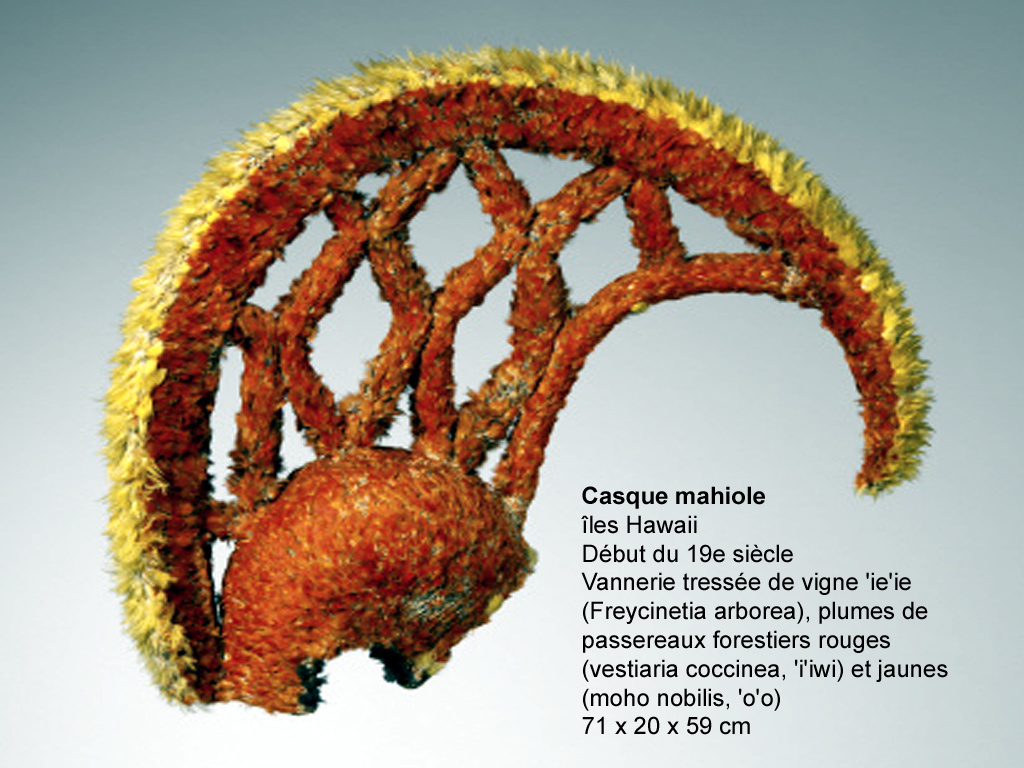 Casque mahiole
îles Hawaii
Début du 19e siècle
Vannerie tressée de vigne 'ie'ie
(Freycinetia arborea), plumes de
passereaux forestiers rouges
(vestiaria coccinea, 'i'iwi) et jaunes
(moho nobilis, 'o'o)
71 x 20 x 59 cm